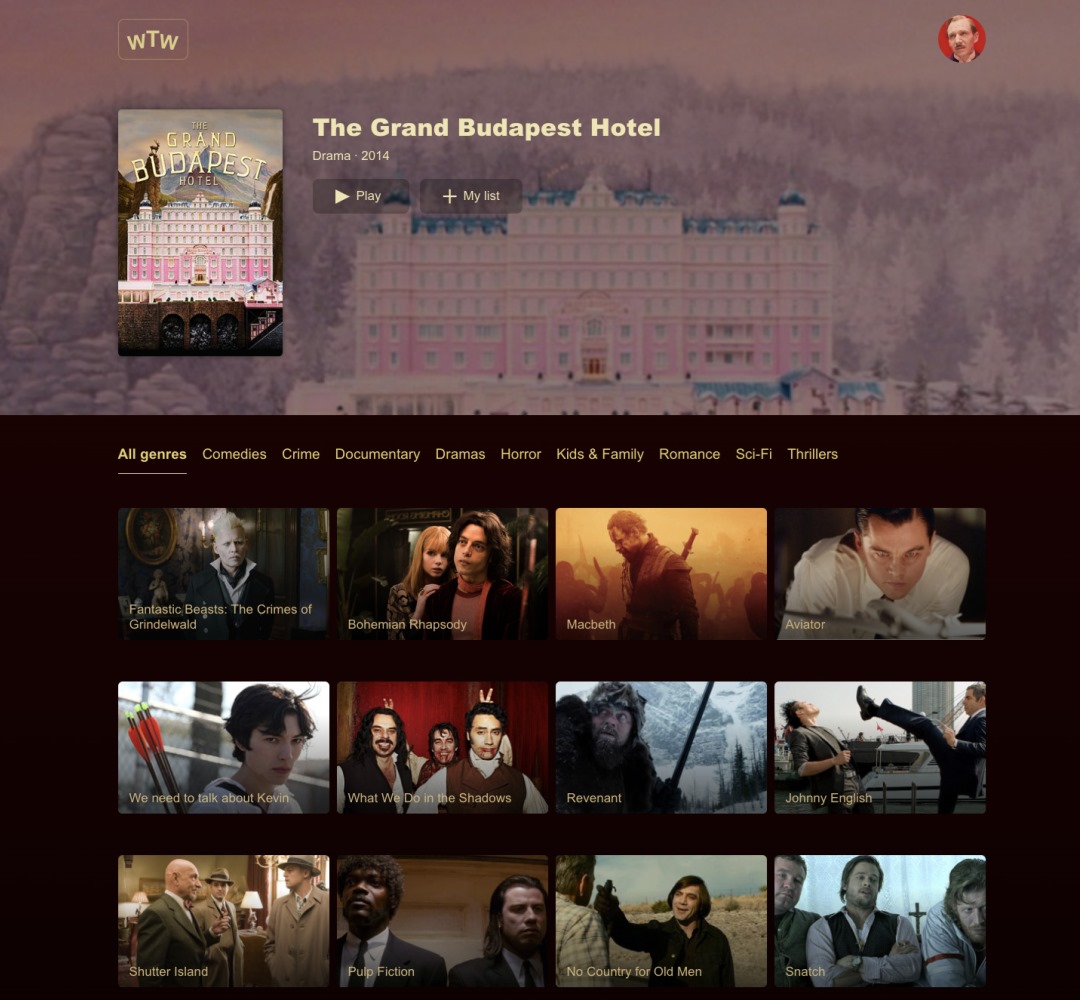 WTW
THE
GRAND
BUDAPEST
HOTEL
The Grand Budapest Hotel
Drama · 2014
Play
My list
All genres Comedies Crime Documentary Dramas Horror Kids & Family Romance Sci-Fi Thrillers
Fantastic Beasts: The Crimes of
Grindelwald
Bohemian Rhapsody
Macbeth
Aviator
We need to talk about Kevin
What We Do in the Shadows
Revenant
Johnny English
Shutter Island
Pulp Fiction
No Country for Old Men
Snatch